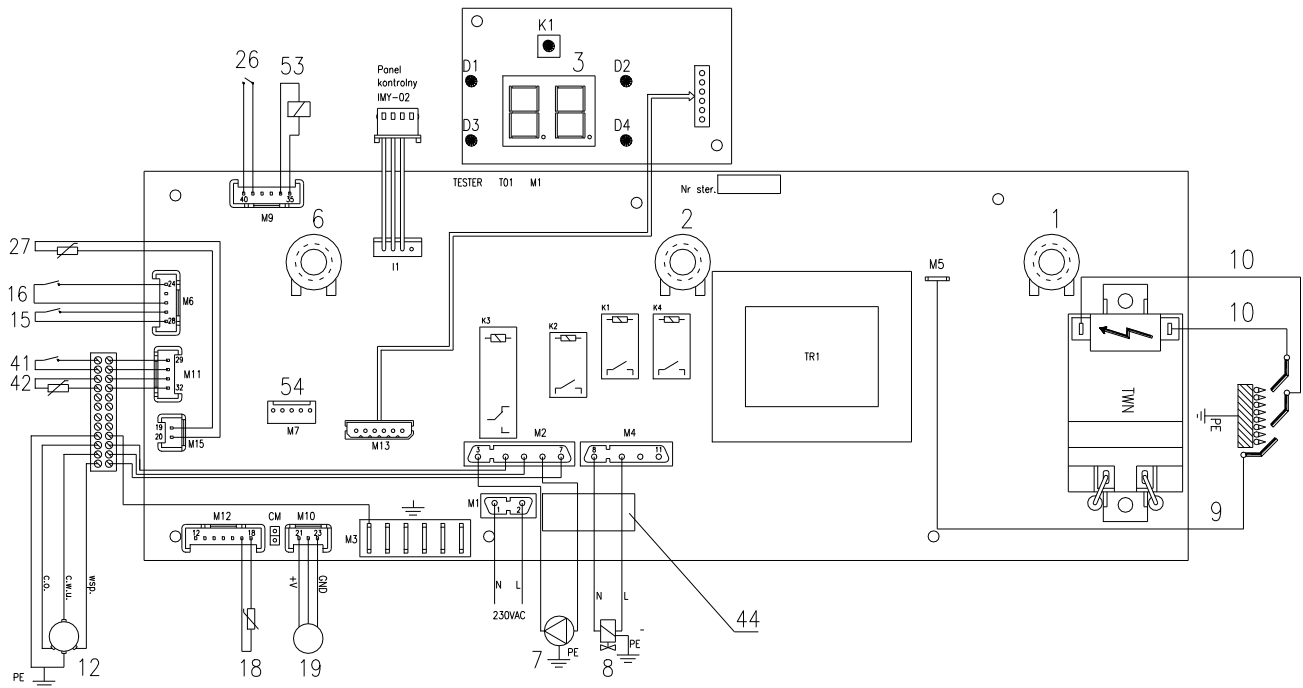 K1
26
53
Panel
kontrolny
IMY-02
D1
3
D2
D3
D4
TESTER T01 M1
Nr ster.
40
35
M9
6
2
1
27
I1
M5
10
16
24
M6
15
28
10
K3
K2
K1
K4
TR1
41
29
M11
42
32
54
TWN
19
20
M15
M7
M13
PE
M2
M4
3
7
8
11
M1
1
2
9
M12
CM
M10
12
18
21
23
M3
c.o.
c.w.u.
wsp.
+V
GND
N
L
230VAC
N
L
44
PE
12
18
19
7
PE
8
PE